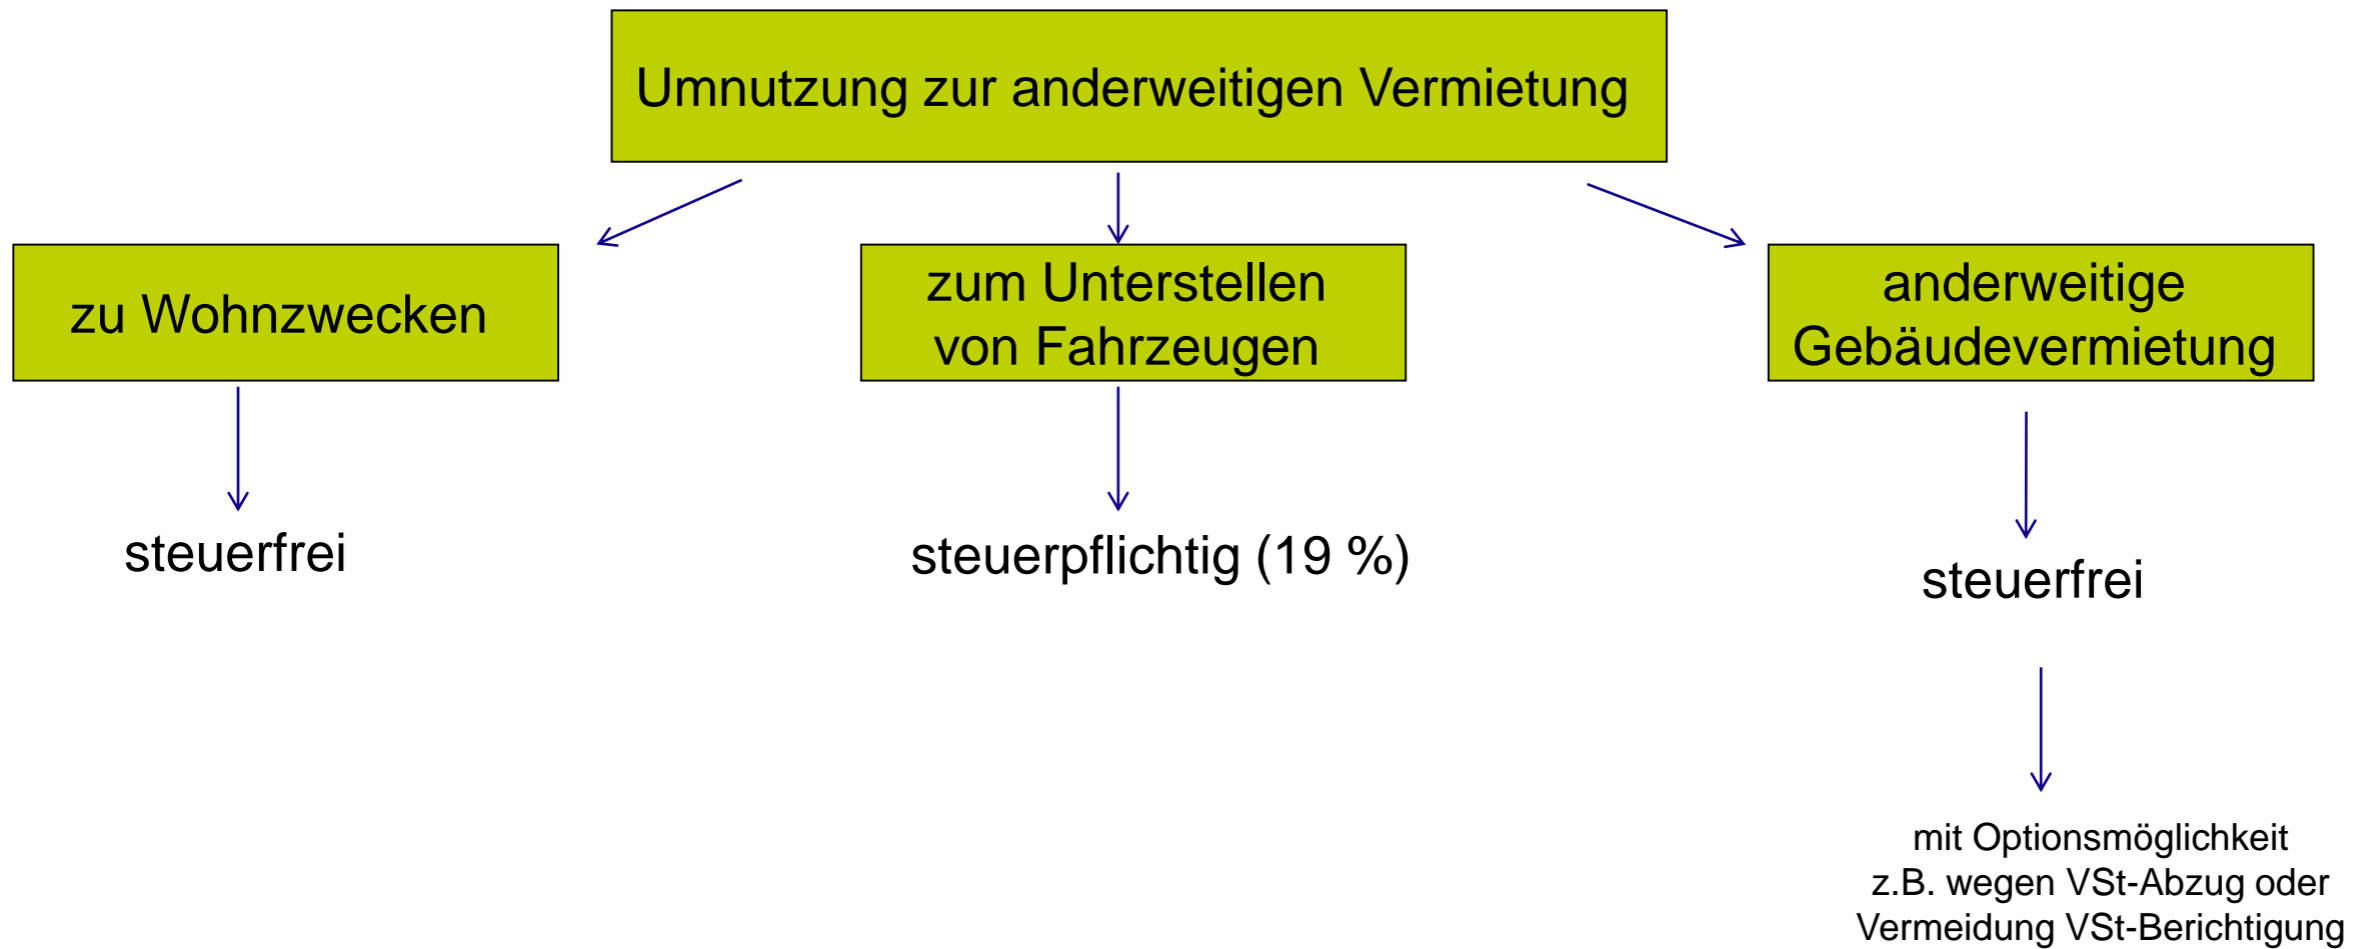 Umnutzung zur anderweitigen Vermietung
zu Wohnzwecken
zum Unterstellen
von Fahrzeugen
anderweitige
Gebäudevermietung
steuerfrei
steuerpflichtig (19 %)
steuerfrei
mit Optionsmöglichkeit
z.B. wegen VSt-Abzug oder
Vermeidung VSt-Berichtigung